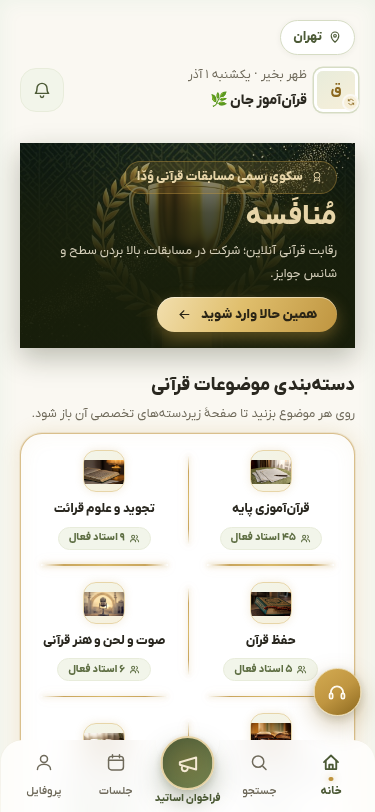 تهران
ظهر بخیر · یکشنبه ۱ آذر
ق
قرآن‌آموز جان 🌿
سکوی رسمی مسابقات قرآنی وُدّا
مُنافَسه
رقابت قرآنی آنلاین؛ شرکت در مسابقات، بالا بردن سطح و
شانس جوایز.
همین حالا وارد شوید ←
دسته‌بندی موضوعات قرآنی
روی هر موضوع بزنید تا صفحهٔ زیردسته‌های تخصصی آن باز شود.
قرآن‌آموزی پایه
۴۵ استاد فعال
تجوید و علوم قرائت
۹ استاد فعال
حفظ قرآن
۵ استاد فعال
صوت و لحن و هنر قرآنی
۶ استاد فعال
خانه
جستجو
فراخوان اساتید
جلسات
پروفایل